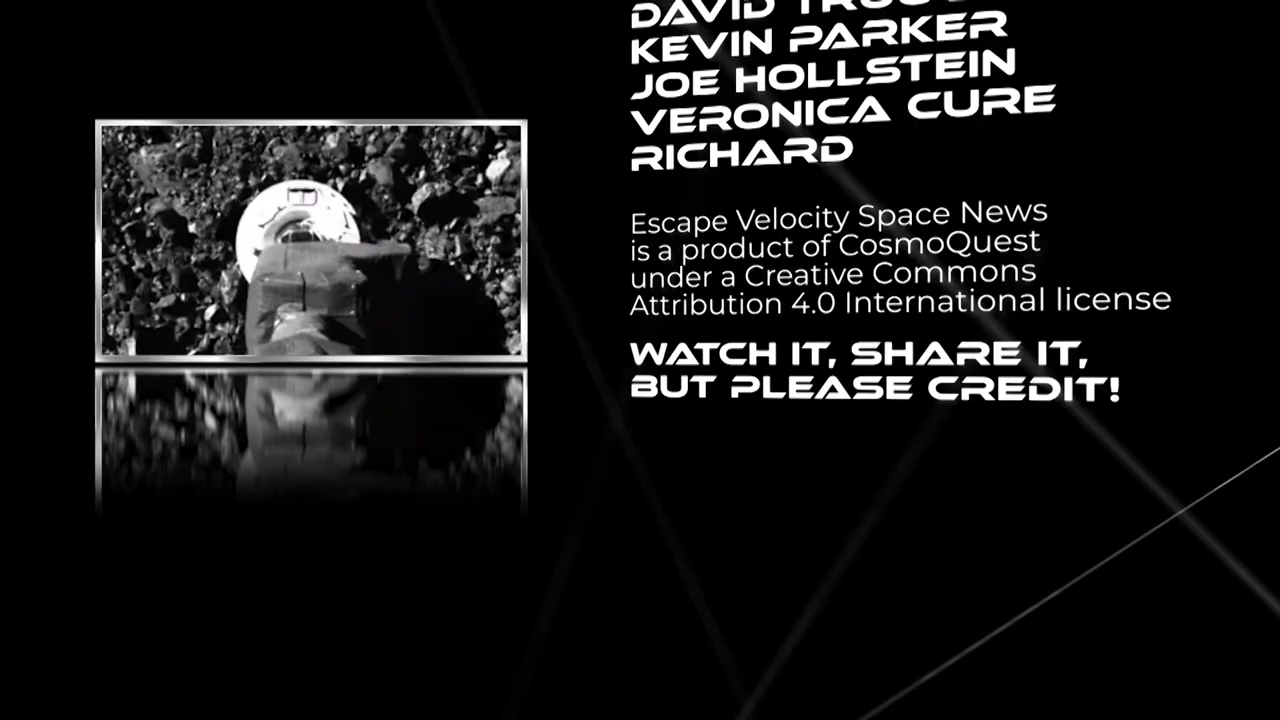 DAVID
KEVIN PARKER
JOE HOLLSTEIN
VERONICA CURE
RICHARD
Escape Velocity Space News
is a product of CosmoQuest
under a Creative Commons
Attribution 4.0 International license
WATCH IT, SHARE IT,
BUT PLEASE CREDIT!